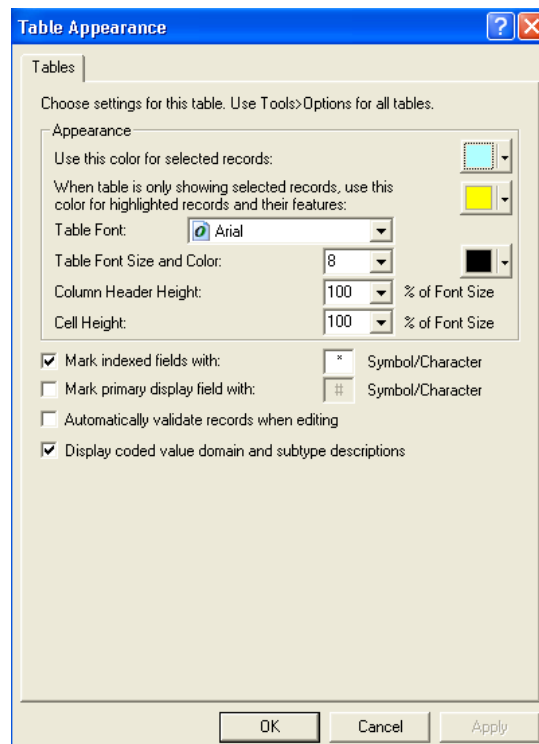 Table Appearance
Tables
Choose settings for this table. Use Tools>Options for all tables.
Appearance
Use this color for selected records:
When table is only showing selected records, use this
color for highlighted records and their features:
Table Font: Arial
Table Font Size and Color: 8
Column Header Height: 100 % of Font Size
Cell Height: 100 % of Font Size
Mark indexed fields with: * Symbol/Character
Mark primary display field with: # Symbol/Character
Automatically validate records when editing
Display coded value domain and subtype descriptions
OK Cancel Apply